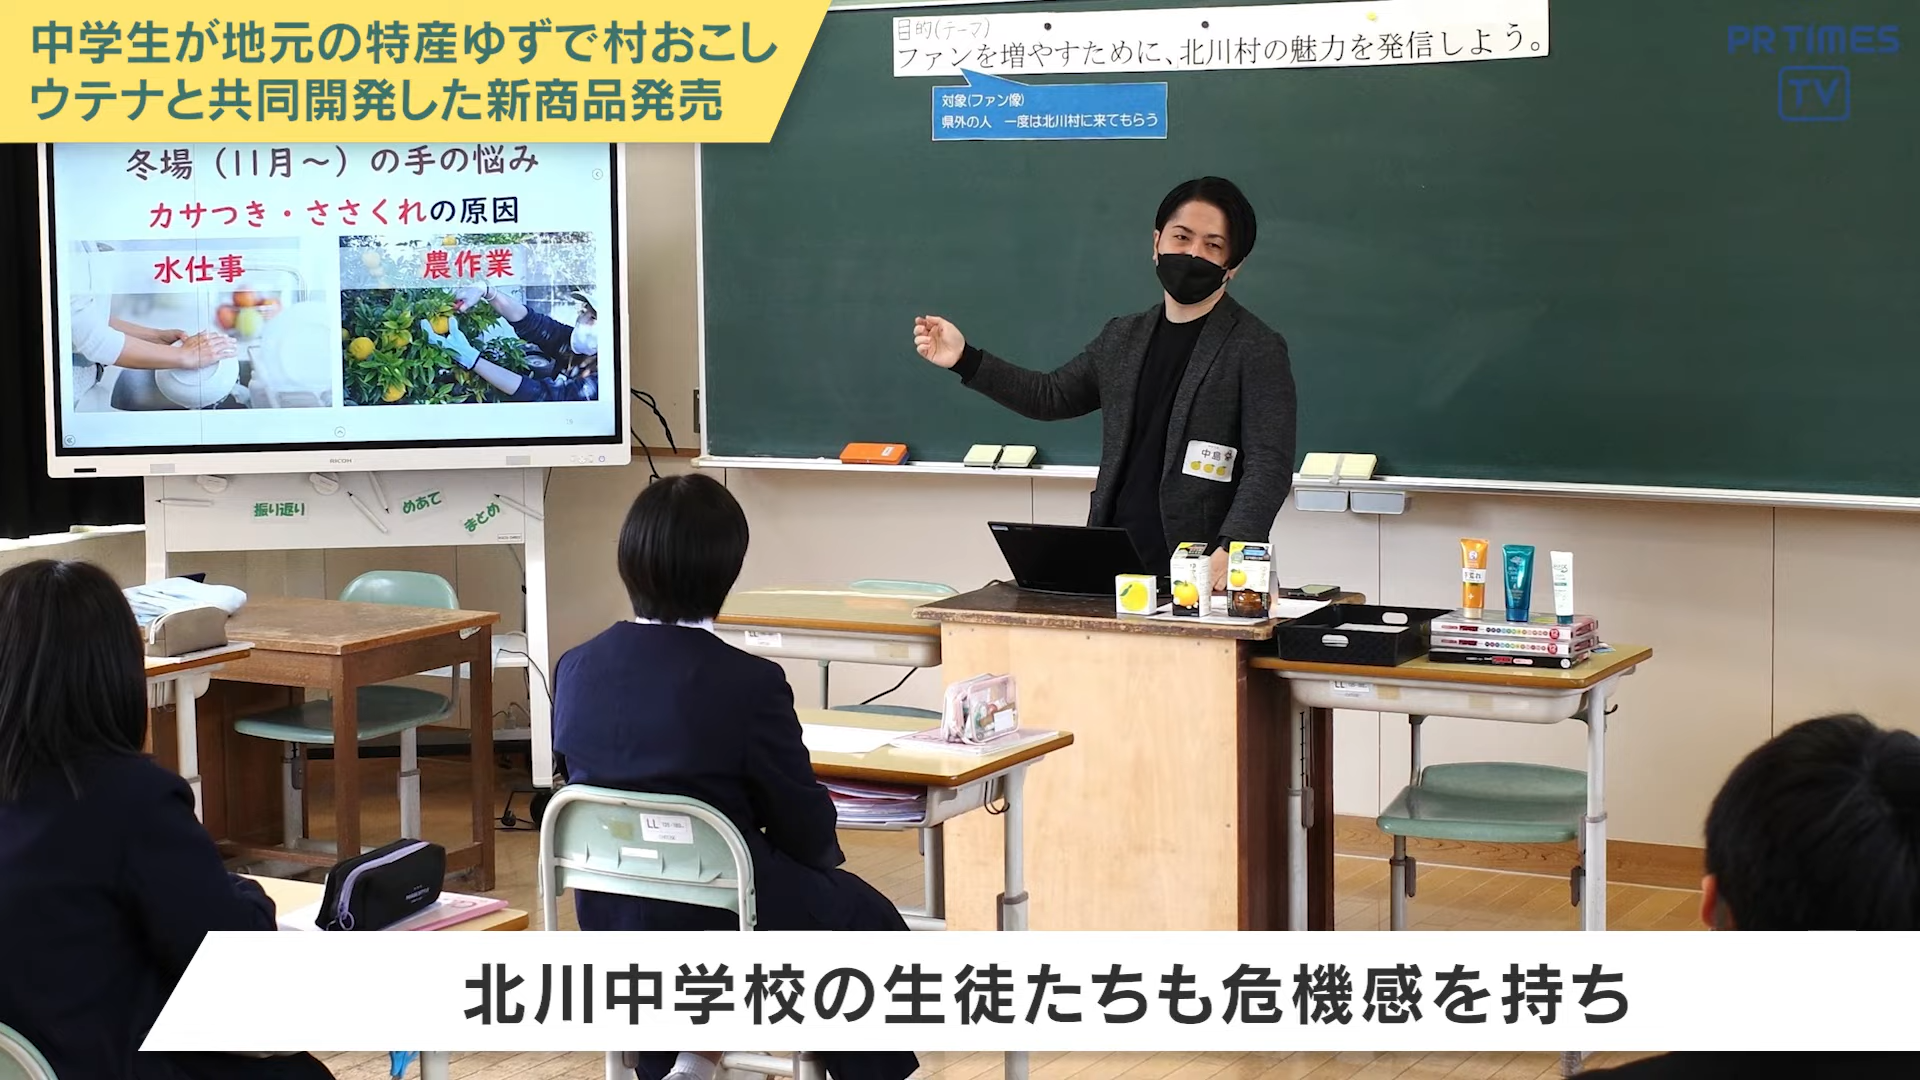 中学生が地元の特産ゆずで村おこし
ウテナと共同開発した新商品発売
PR TIMES
TV
目的(テーマ)
ファンを増やすために、北川村の魅力を発信しよう。
対象(ファン像)
県外の人 一度は北川村に来てもらう
冬場（11月～）の手の悩み
カサつき・ささくれの原因
水仕事
農作業
RICOH
振り返り
めあて
まとめ
中島
LL
LL
LL
北川中学校の生徒たちも危機感を持ち